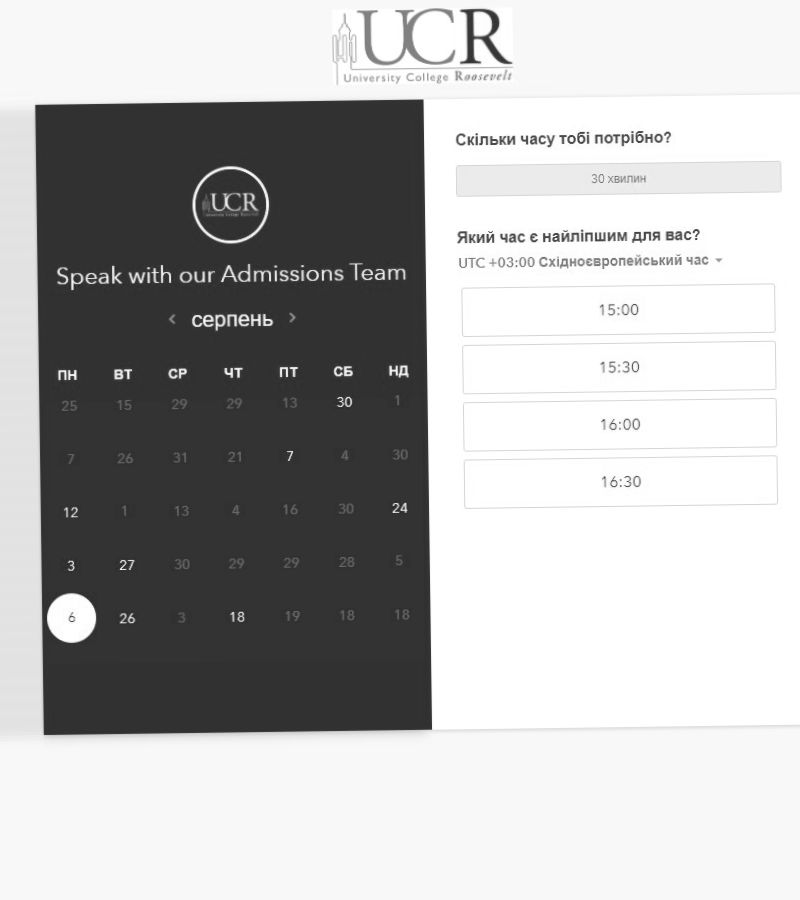 UCR
University College Roosevelt
UCR
University College Roosevelt
Speak with our Admissions Team
серпень
ПН ВТ СР ЧТ ПТ СБ НД
25 15 29 29 13 30 1
7 26 31 21 7 4 30
12 1 13 4 16 30 24
3 27 30 29 29 28 5
6 26 3 18 19 18 18
Скільки часу тобі потрібно?
30 хвилин
Який час є найліпшим для вас?
UTC +03:00 Східноєвропейський час
15:00
15:30
16:00
16:30